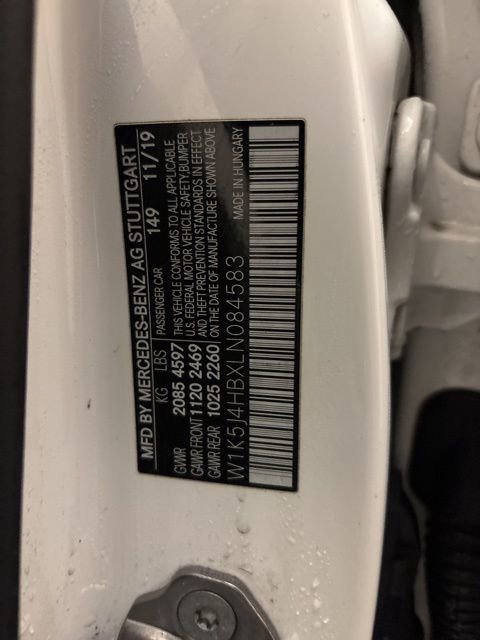 MFD BY MERCEDES-BENZ AG STUTTGART
149 11/19
KG LBS PASSENGER CAR
GVWR 2085 4597 THIS VEHICLE CONFORMS TO ALL APPLICABLE
GAWR FRONT 1120 2469 U.S. FEDERAL MOTOR VEHICLE SAFETY,BUMPER
AND THEFT PREVENTION STANDARDS IN EFFECT
GAWR REAR 1025 2260 ON THE DATE OF MANUFACTURE SHOWN ABOVE
W1K5J4HBXLN084583 MADE IN HUNGARY